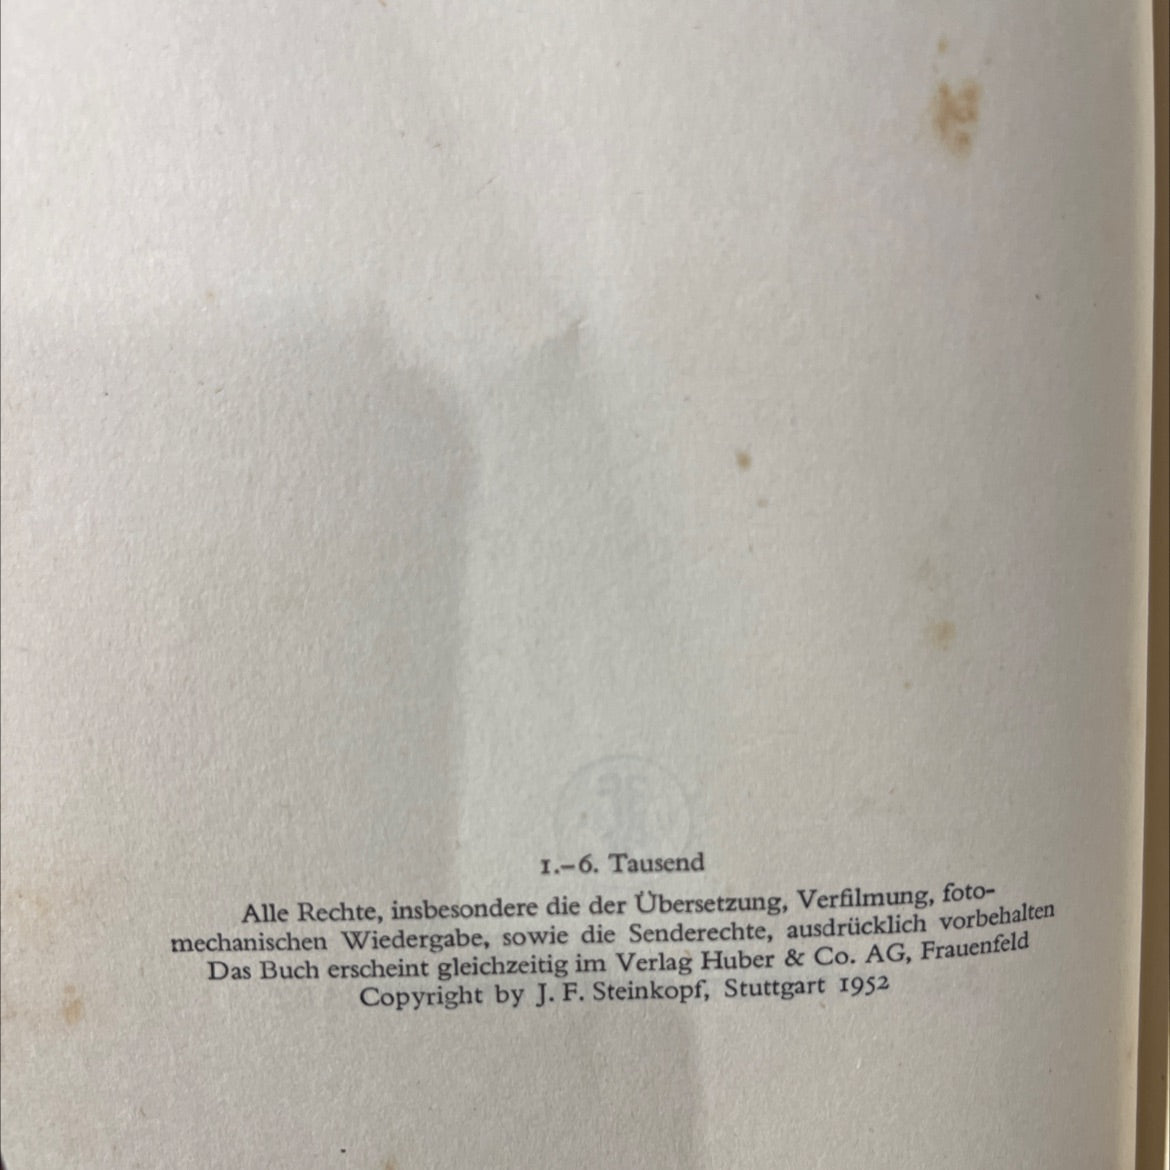 1.–6. Tausend
Alle Rechte, insbesondere die der Übersetzung, Verfilmung, foto-
mechanischen Wiedergabe, sowie die Senderechte, ausdrücklich vorbehalten
Das Buch erscheint gleichzeitig im Verlag Huber & Co. AG, Frauenfeld
Copyright by J. F. Steinkopf, Stuttgart 1952